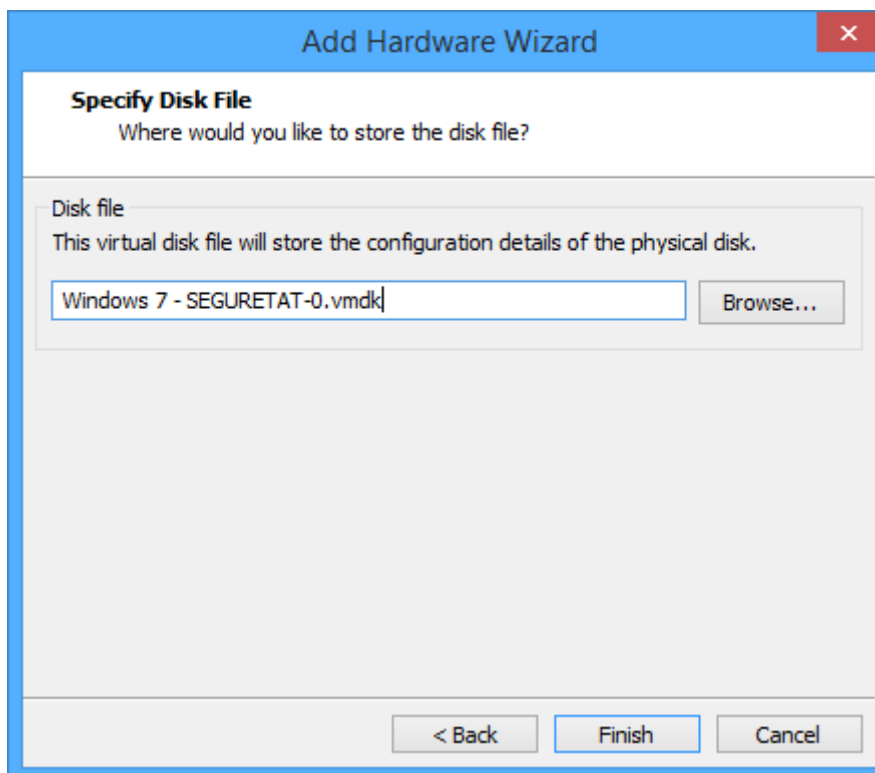 Add Hardware Wizard
Specify Disk File
Where would you like to store the disk file?
Disk file
This virtual disk file will store the configuration details of the physical disk.
Windows 7 - SEGURETAT-0.vmdk
Browse...
< Back
Finish
Cancel